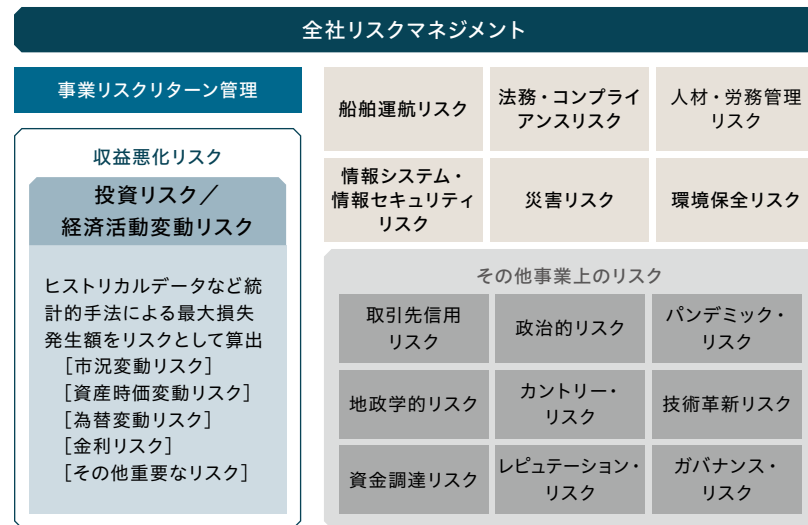 全社リスクマネジメント
事業リスクリターン管理
収益悪化リスク
投資リスク／
経済活動変動リスク
ヒストリカルデータなど統
計的手法による最大損失
発生額をリスクとして算出
［市況変動リスク］
［資産時価変動リスク］
［為替変動リスク］
［金利リスク］
［その他重要なリスク］
船舶運航リスク
法務・コンプライ
アンスリスク
人材・労務管理
リスク
情報システム・
情報セキュリティ
リスク
災害リスク
環境保全リスク
その他事業上のリスク
取引先信用
リスク
政治的リスク
パンデミック・
リスク
地政学的リスク
カントリー・
リスク
技術革新リスク
資金調達リスク
レピュテーション・
リスク
ガバナンス・
リスク